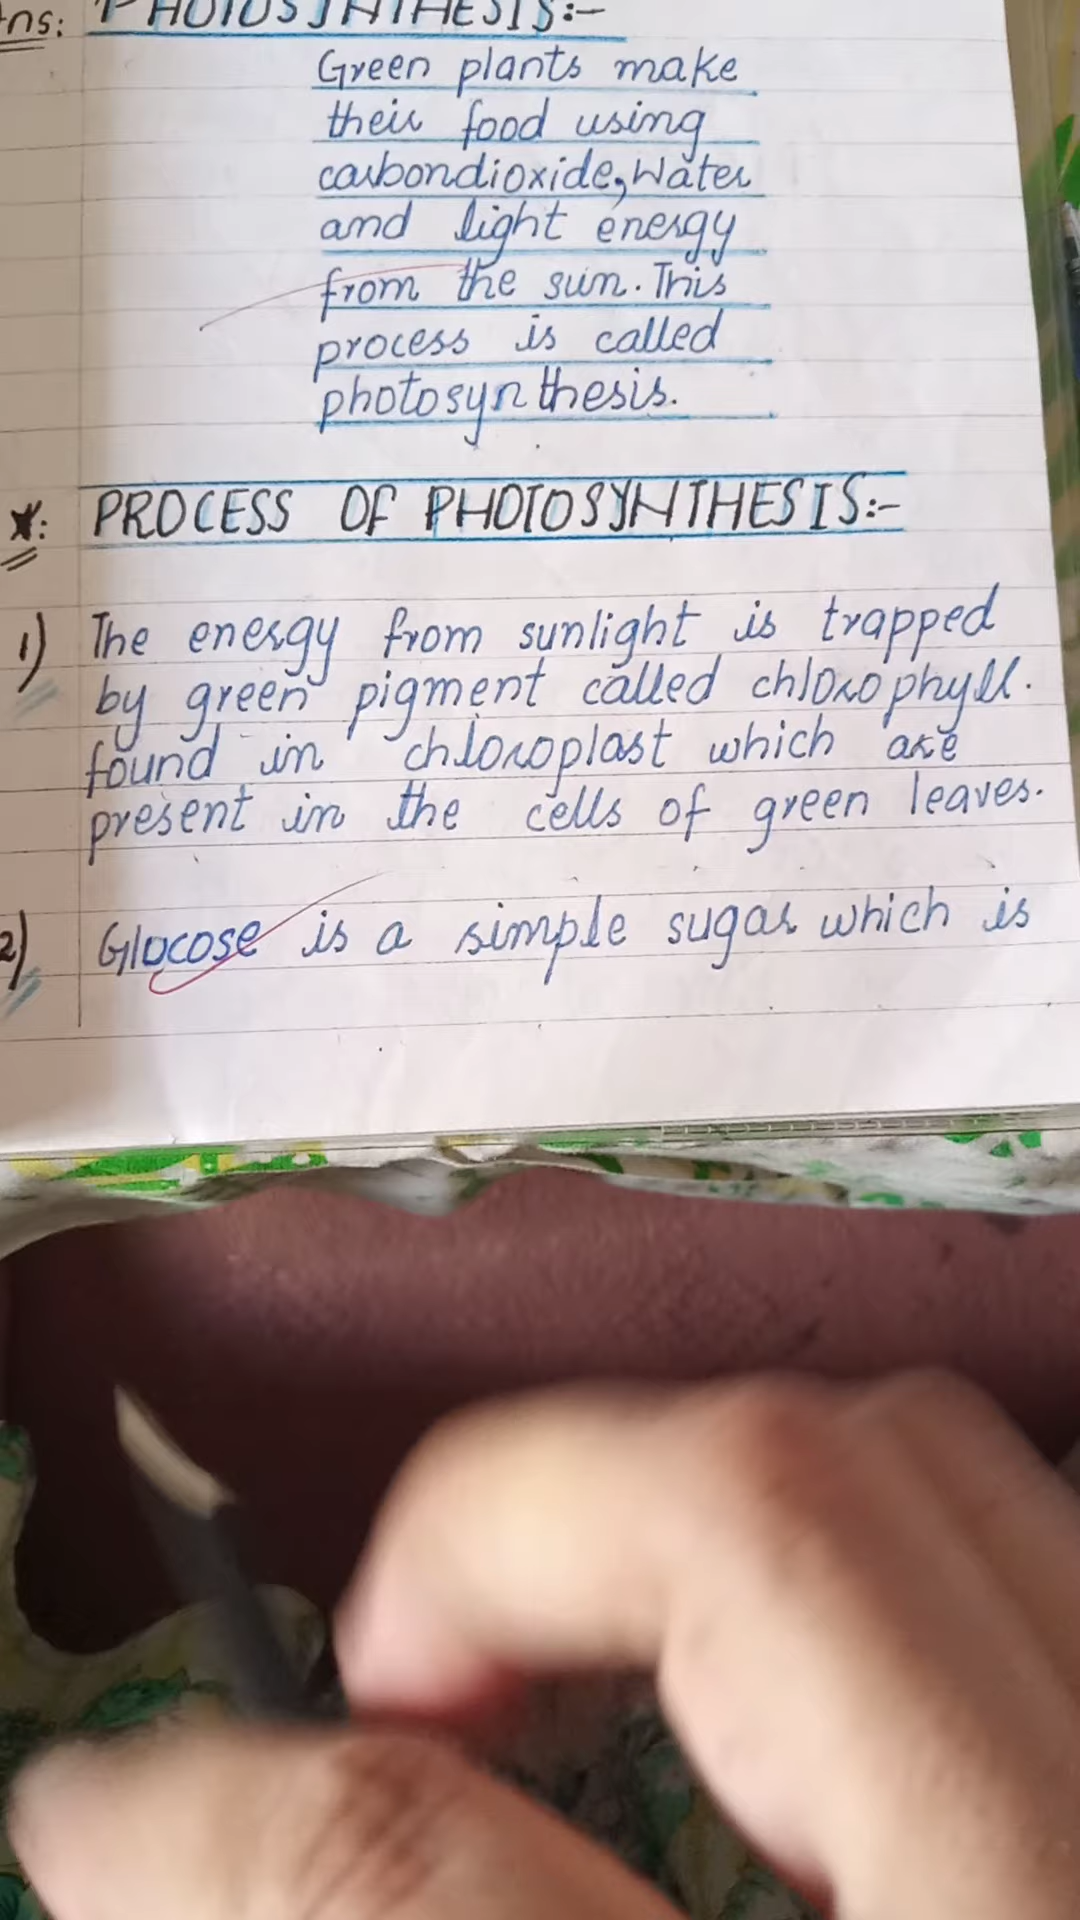 Ans: PHOTOSYNTHESIS:-
Green plants make
their food using
carbondioxide, Water
and light energy
from the sun. This
process is called
photosynthesis.
*: PROCESS OF PHOTOSYNTHESIS:-
1) The energy from sunlight is trapped
by green pigment called chlorophyll.
found in chloroplast which are
present in the cells of green leaves.
2) Glucose is a simple sugar which is